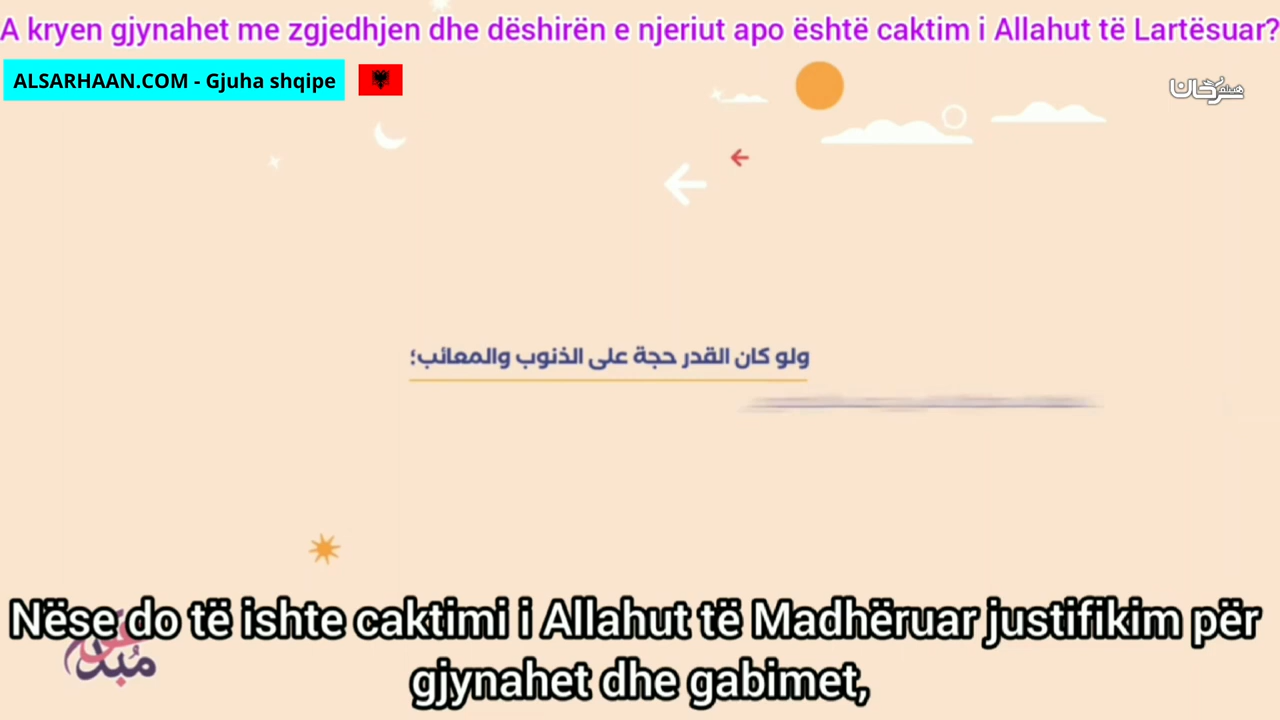 A kryen gjynahet me zgjedhjen dhe dëshirën e njeriut apo është caktim i Allahut të Lartësuar?
ALSARHAAN.COM - Gjuha shqipe
ولو كان القدر حجة على الذنوب والمعائب؛
Nëse do të ishte caktimi i Allahut të Madhëruar justifikim për
gjynahet dhe gabimet,